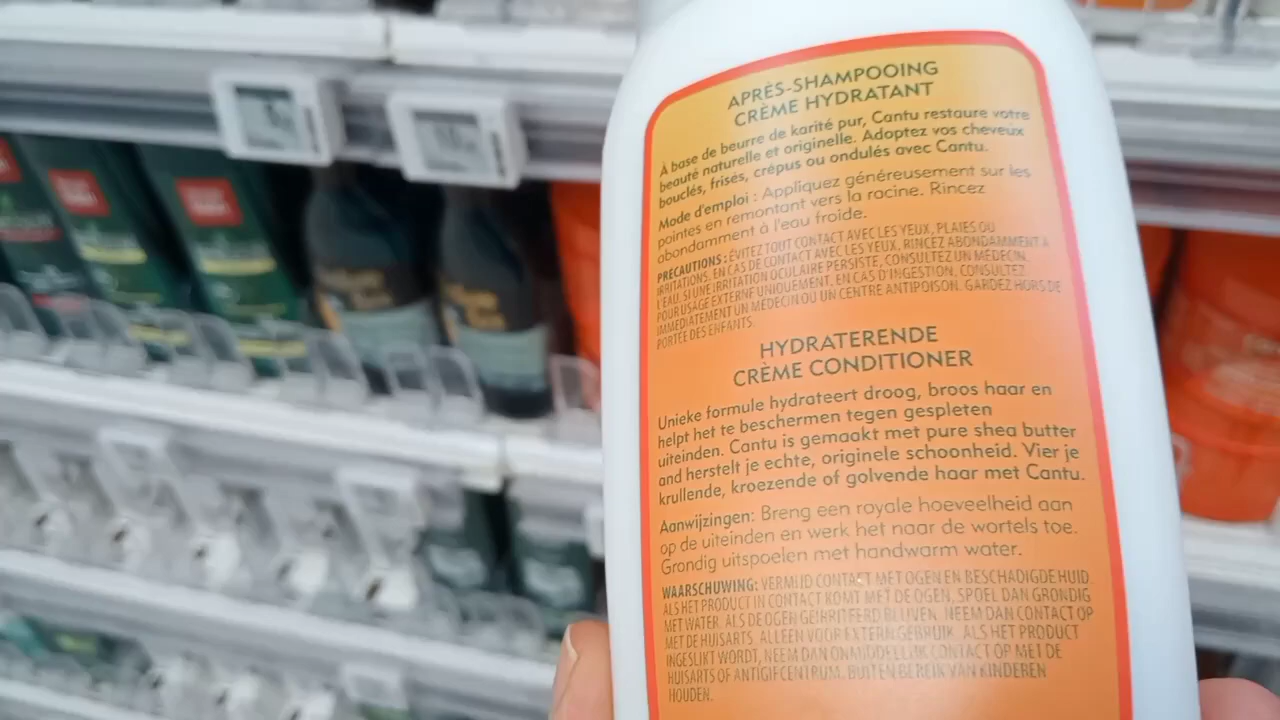 APRÈS-SHAMPOOING
CRÈME HYDRATANT
À base de beurre de karité pur, Cantu restaure votre
beauté naturelle et originelle. Adoptez vos cheveux
bouclés, frisés, crépus ou ondulés avec Cantu.
Mode d'emploi : Appliquez généreusement sur les
pointes en remontant vers la racine. Rincez
abondamment à l'eau froide.
PRÉCAUTIONS : ÉVITEZ TOUT CONTACT AVEC LES YEUX, PLAIES OU
IRRITATIONS. EN CAS DE CONTACT AVEC LES YEUX, RINCEZ ABONDAMMENT À
L'EAU. SI UNE IRRITATION OCULAIRE PERSISTE, CONSULTEZ UN MÉDECIN.
POUR USAGE EXTERNE UNIQUEMENT. EN CAS D'INGESTION, CONSULTEZ
IMMÉDIATEMENT UN MÉDECIN OU UN CENTRE ANTIPOISON. GARDEZ HORS DE
PORTÉE DES ENFANTS.
HYDRATERENDE
CRÈME CONDITIONER
Unieke formule hydrateert droog, broos haar en
helpt het te beschermen tegen gespleten
uiteinden. Cantu is gemaakt met pure shea butter
and herstelt je echte, originele schoonheid. Vier je
krullende, kroezende of golvende haar met Cantu.
Aanwijzingen: Breng een royale hoeveelheid aan
op de uiteinden en werk het naar de wortels toe.
Grondig uitspoelen met handwarm water.
WAARSCHUWING: VERMIJD CONTACT MET OGEN EN BESCHADIGDE HUID.
ALS HET PRODUCT IN CONTACT KOMT MET DE OGEN, SPOEL DAN GRONDIG
MET WATER. ALS DE OGEN GEÏRRITEERD BLIJVEN, NEEM DAN CONTACT OP
MET DE HUISARTS. ALLEEN VOOR EXTERN GEBRUIK. ALS HET PRODUCT
INGESLIKT WORDT, NEEM DAN ONMIDDELLIJK CONTACT OP MET DE
HUISARTS OF ANTIGIFCENTRUM. BUITEN BEREIK VAN KINDEREN
HOUDEN.